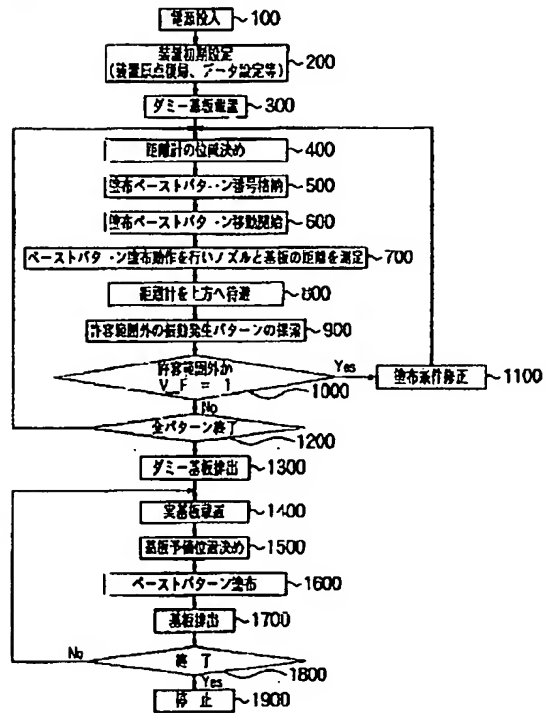 電源投入 100
装置初期設定
(装置原点復帰、データ設定等) 200
ダミー基板載置 300
距離計の位置決め 400
塗布ペーストパターン番号格納 500
塗布ペーストパターン移動開始 600
ペーストパターン塗布動作を行いノズルと基板の距離を測定 700
距離計を上方へ待避 800
許容範囲外の振動発生パターンの探索 900
許容範囲外か
V_F = 1 1000
Yes
塗布条件修正 1100
No
全パターン終了 1200
ダミー基板排出 1300
実基板載置 1400
基板予備位置決め 1500
ペーストパターン塗布 1600
基板排出 1700
No
終了 1800
Yes
停止 1900